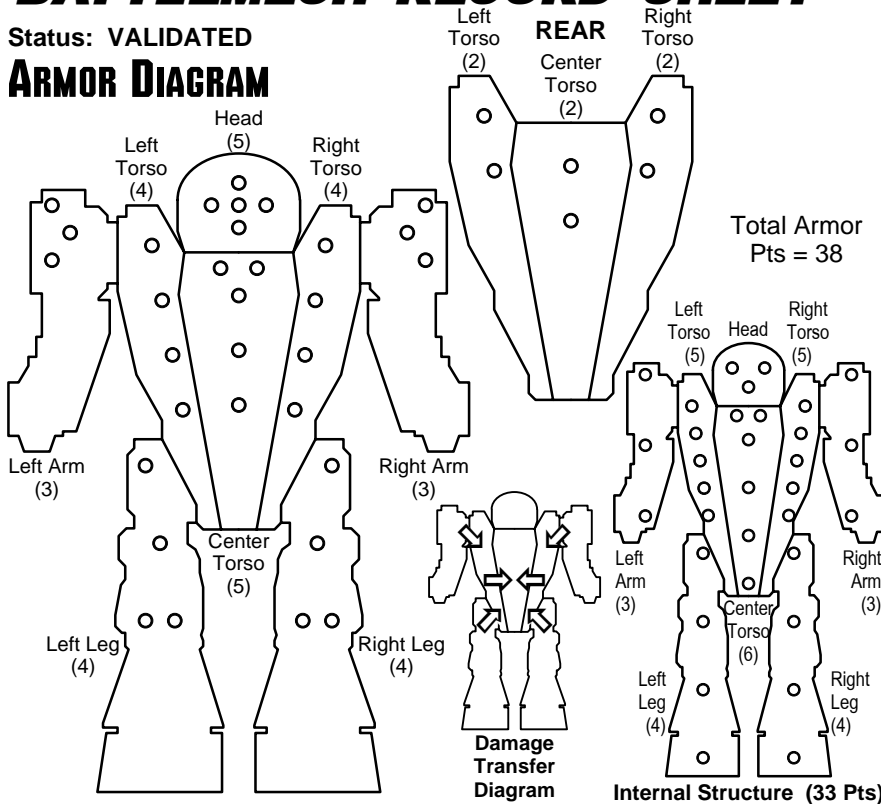 BATTLEMECH RECORD SHEET
Status: VALIDATED
ARMOR DIAGRAM
Head
(5)
Left
Torso
(4)
Right
Torso
(4)
Left Arm
(3)
Right Arm
(3)
Center
Torso
(5)
Left Leg
(4)
Right Leg
(4)
Left
Torso
(2)
REAR
Center
Torso
(2)
Right
Torso
(2)
Total Armor
Pts = 38
Left
Torso
(5)
Head
Right
Torso
(5)
Left
Arm
(3)
Right
Arm
(3)
Center
Torso
(6)
Left
Leg
(4)
Right
Leg
(4)
Damage
Transfer
Diagram
Internal Structure (33 Pts)